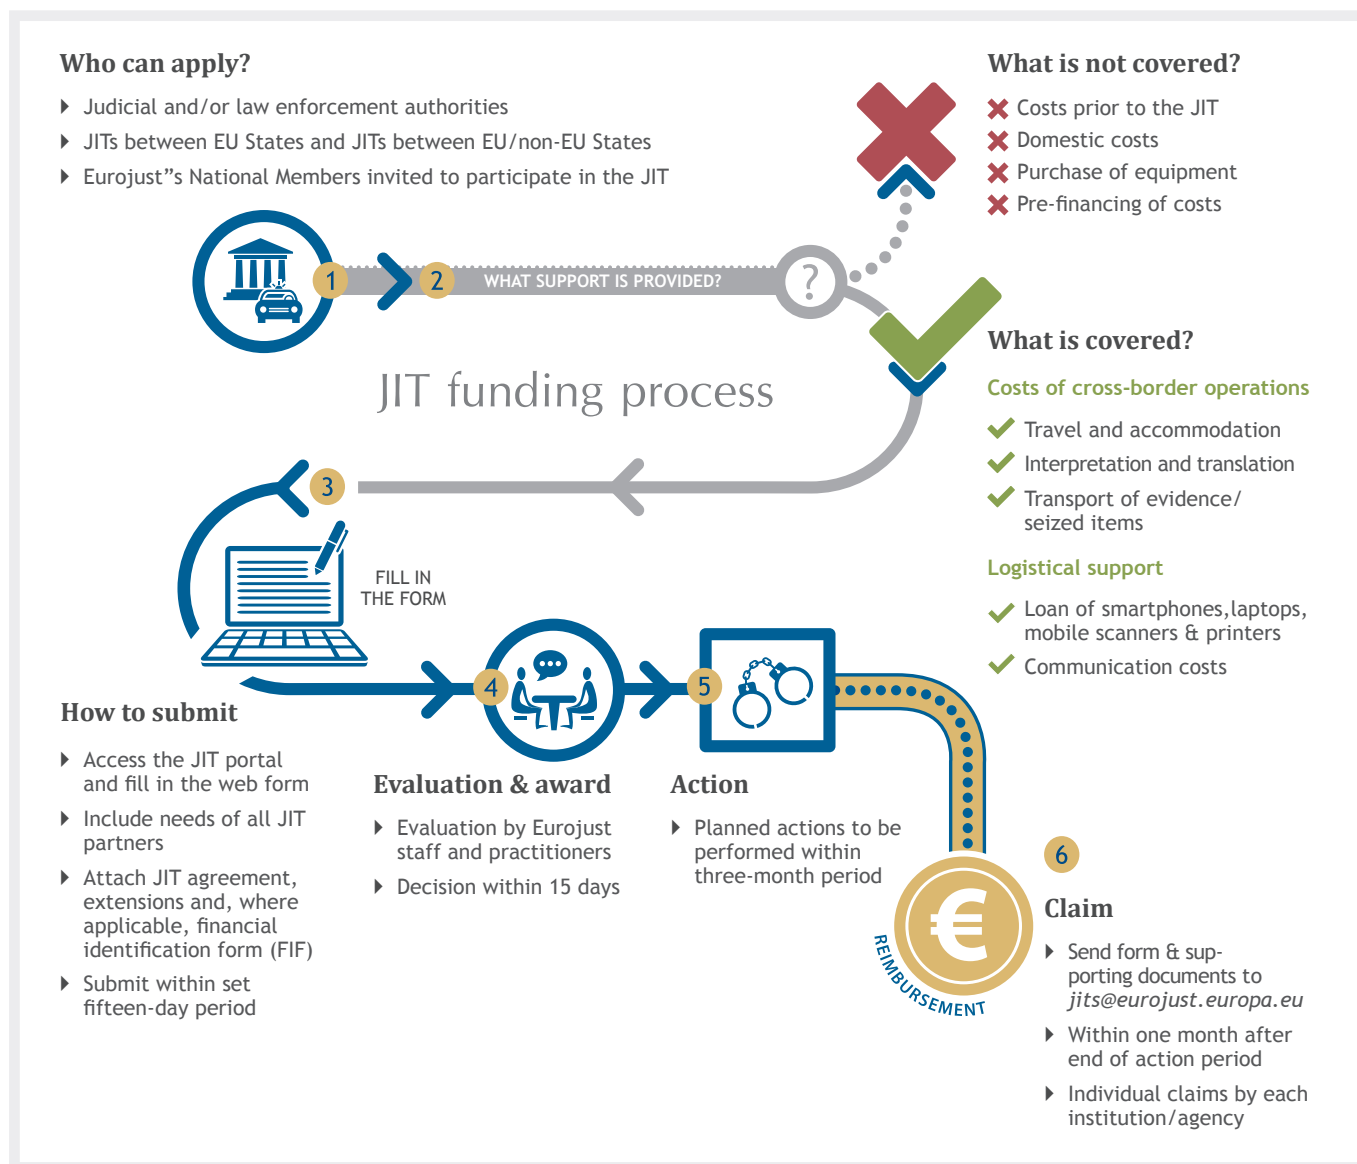 Who can apply?
Judicial and/or law enforcement authorities
JITs between EU States and JITs between EU/non-EU States
Eurojust”s National Members invited to participate in the JIT
What is not covered?
Costs prior to the JIT
Domestic costs
Purchase of equipment
Pre-financing of costs
1
2
WHAT SUPPORT IS PROVIDED?
?
JIT funding process
What is covered?
Costs of cross-border operations
Travel and accommodation
Interpretation and translation
Transport of evidence/
seized items
Logistical support
Loan of smartphones,laptops,
mobile scanners & printers
Communication costs
3
FILL IN
THE FORM
How to submit
Access the JIT portal
and fill in the web form
Include needs of all JIT
partners
Attach JIT agreement,
extensions and, where
applicable, financial
identification form (FIF)
Submit within set
fifteen-day period
4
Evaluation & award
Evaluation by Eurojust
staff and practitioners
Decision within 15 days
5
Action
Planned actions to be
performed within
three-month period
€
REIMBURSEMENT
6
Claim
Send form & sup-
porting documents to
jits@eurojust.europa.eu
Within one month after
end of action period
Individual claims by each
institution/agency